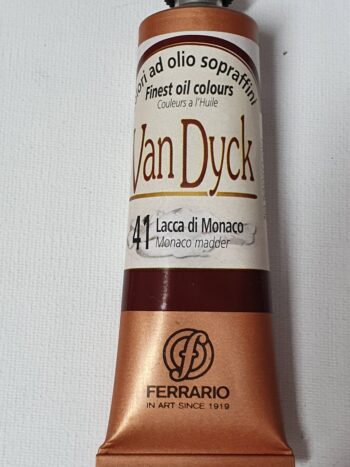 ad olio sopraffini
Finest oil colours
Couleurs a l'Huile
Van Dyck
41 Lacca di Monaco
Monaco madder
FERRARIO
IN ART SINCE 1919